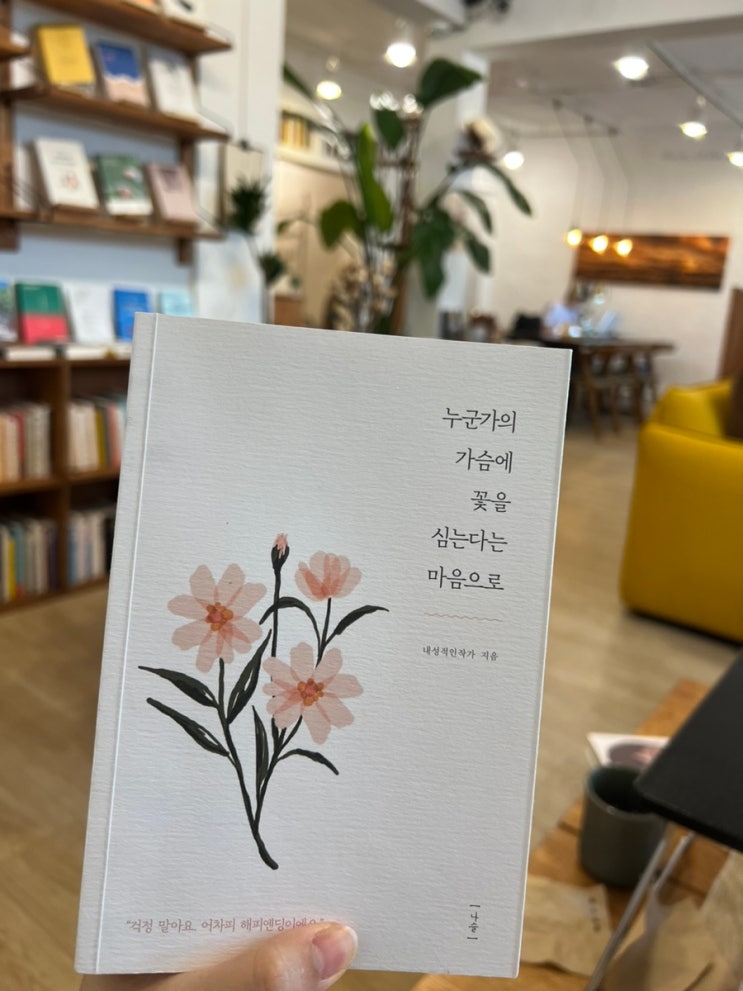 누군가의
가슴에
꽃을
심는다는
마음으로
내성적인작가 지음
"걱정 말아요. 어차피 해피엔딩이에요."
나슬